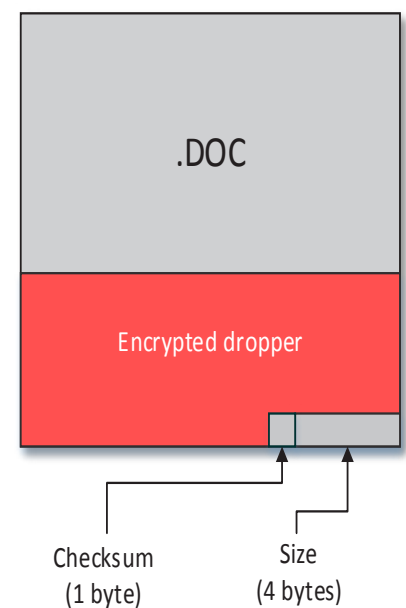 .DOC
Encrypted dropper
Checksum
(1 byte)
Size
(4 bytes)